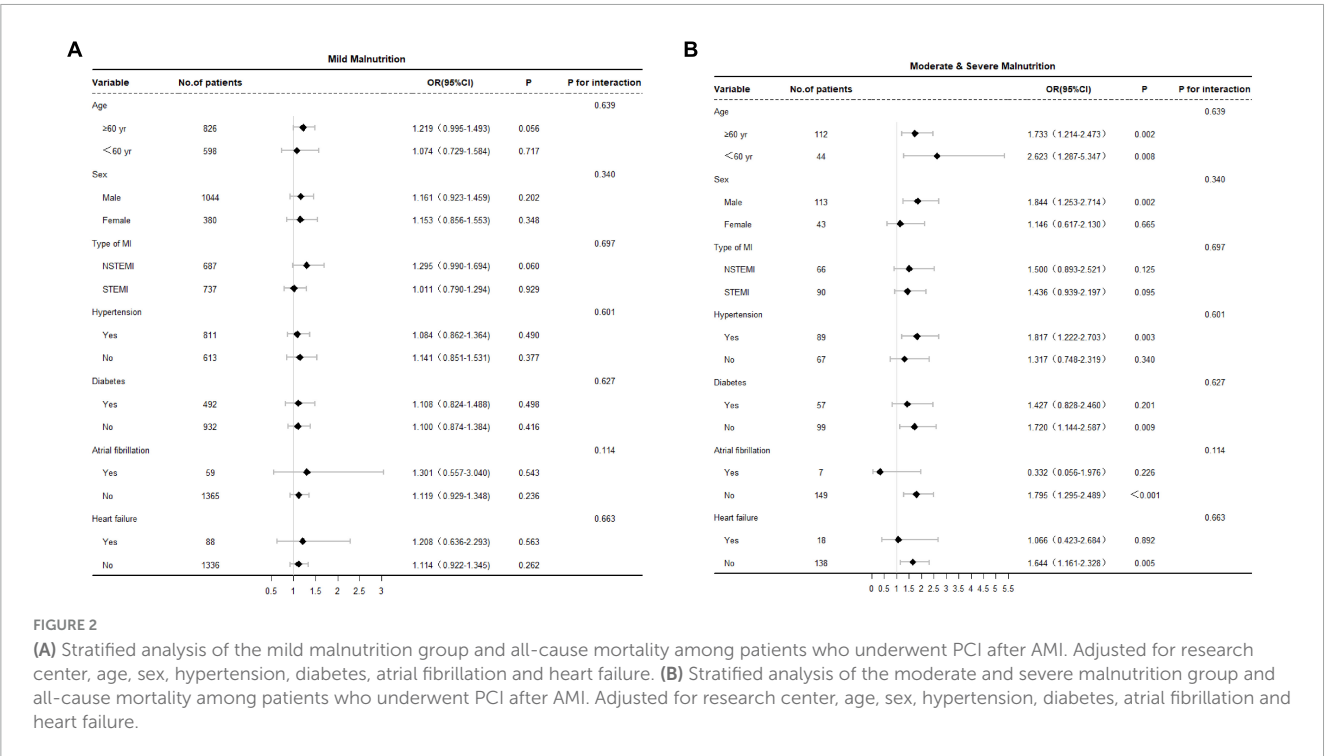 A
Mild Malnutrition
Variable No.of patients OR(95%CI) P P for interaction
Age 0.639
≥60 yr 826 1.219（0.995-1.493） 0.056
＜60 yr 598 1.074（0.729-1.584） 0.717
Sex 0.340
Male 1044 1.161（0.923-1.459） 0.202
Female 380 1.153（0.856-1.553） 0.348
Type of MI 0.697
NSTEMI 687 1.295（0.990-1.694） 0.060
STEMI 737 1.011（0.790-1.294） 0.929
Hypertension 0.601
Yes 811 1.084（0.862-1.364） 0.490
No 613 1.141（0.851-1.531） 0.377
Diabetes 0.627
Yes 492 1.108（0.824-1.488） 0.498
No 932 1.100（0.874-1.384） 0.416
Atrial fibrillation 0.114
Yes 59 1.301（0.557-3.040） 0.543
No 1365 1.119（0.929-1.348） 0.236
Heart failure 0.663
Yes 88 1.208（0.636-2.293） 0.563
No 1336 1.114（0.922-1.345） 0.262
0.5 1 1.5 2 2.5 3
B
Moderate & Severe Malnutrition
Variable No.of patients OR(95%CI) P P for interaction
Age 0.639
≥60 yr 112 1.733（1.214-2.473） 0.002
＜60 yr 44 2.623（1.287-5.347） 0.008
Sex 0.340
Male 113 1.844（1.253-2.714） 0.002
Female 43 1.146（0.617-2.130） 0.665
Type of MI 0.697
NSTEMI 66 1.500（0.893-2.521） 0.125
STEMI 90 1.436（0.939-2.197） 0.095
Hypertension 0.601
Yes 89 1.817（1.222-2.703） 0.003
No 67 1.317（0.748-2.319） 0.340
Diabetes 0.627
Yes 57 1.427（0.828-2.460） 0.201
No 99 1.720（1.144-2.587） 0.009
Atrial fibrillation 0.114
Yes 7 0.332（0.056-1.976） 0.226
No 149 1.795（1.295-2.489） ＜0.001
Heart failure 0.663
Yes 18 1.066（0.423-2.684） 0.892
No 138 1.644（1.161-2.328） 0.005
0 0.5 1 1.5 2 2.5 3 3.5 4 4.5 5 5.5
FIGURE 2
(A) Stratified analysis of the mild malnutrition group and all-cause mortality among patients who underwent PCI after AMI. Adjusted for research
center, age, sex, hypertension, diabetes, atrial fibrillation and heart failure. (B) Stratified analysis of the moderate and severe malnutrition group and
all-cause mortality among patients who underwent PCI after AMI. Adjusted for research center, age, sex, hypertension, diabetes, atrial fibrillation and
heart failure.